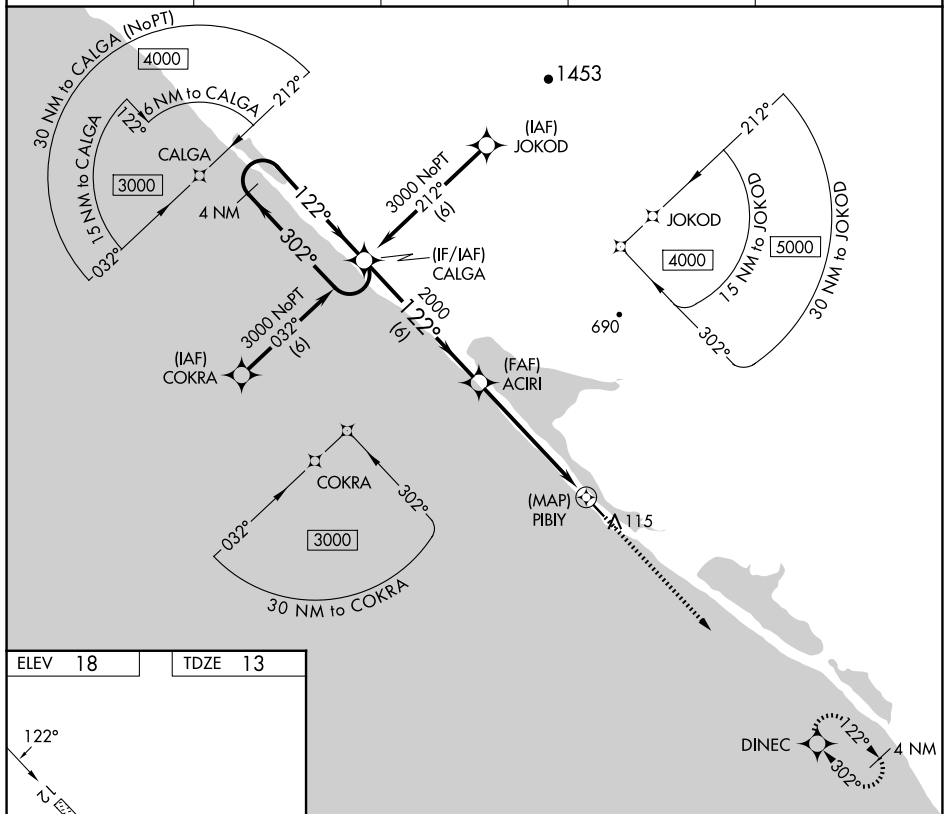 30 NM to CALGA (NoPT)
4000
212°
6 NM to CALGA
122°
15 NM to CALGA
3000
CALGA
032°
4 NM
122°
302°
1453
(IAF)
JOKOD
3000 NoPT
212°
(6)
(IF/IAF)
CALGA
212°
JOKOD
4000
15 NM to JOKOD
5000
30 NM to JOKOD
302°
690
3000 NoPT
032°
(6)
(IAF)
COKRA
2000
122°
(6)
(FAF)
ACIRI
COKRA
032°
302°
3000
30 NM to COKRA
(MAP)
PIBIY
115
ELEV 18
TDZE 13
122°
12
DINEC
122°
302°
4 NM